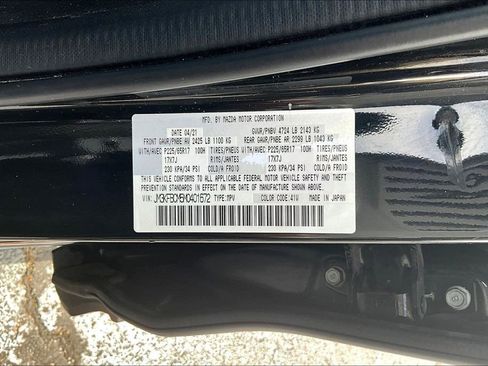 MFD. BY MAZDA MOTOR CORPORATION
DATE 04/21 GVWR/PNBV 4724 LB 2143 KG
FRONT GAWR/PNBE AV 2425 LB 1100 KG REAR GAWR/PNBE AR 2299 LB 1043 KG
WITH/AVEC P225/65R17 100H TIRES/PNEUS WITH/AVEC P225/65R17 100H TIRES/PNEUS
17X7J RIMS/JANTES 17X7J RIMS/JANTES
230 KPA/34 PSI COLD/A FROID 230 KPA/34 PSI COLD/A FROID
THIS VEHICLE CONFORMS TO ALL APPLICABLE FEDERAL MOTOR VEHICLE SAFETY, BUMPER, AND THEFT
PREVENTION STANDARDS IN EFFECT ON THE DATE OF MANUFACTURE SHOWN ABOVE.
VIN: TYPE:MPV COLOR CODE:41W MADE IN JAPAN